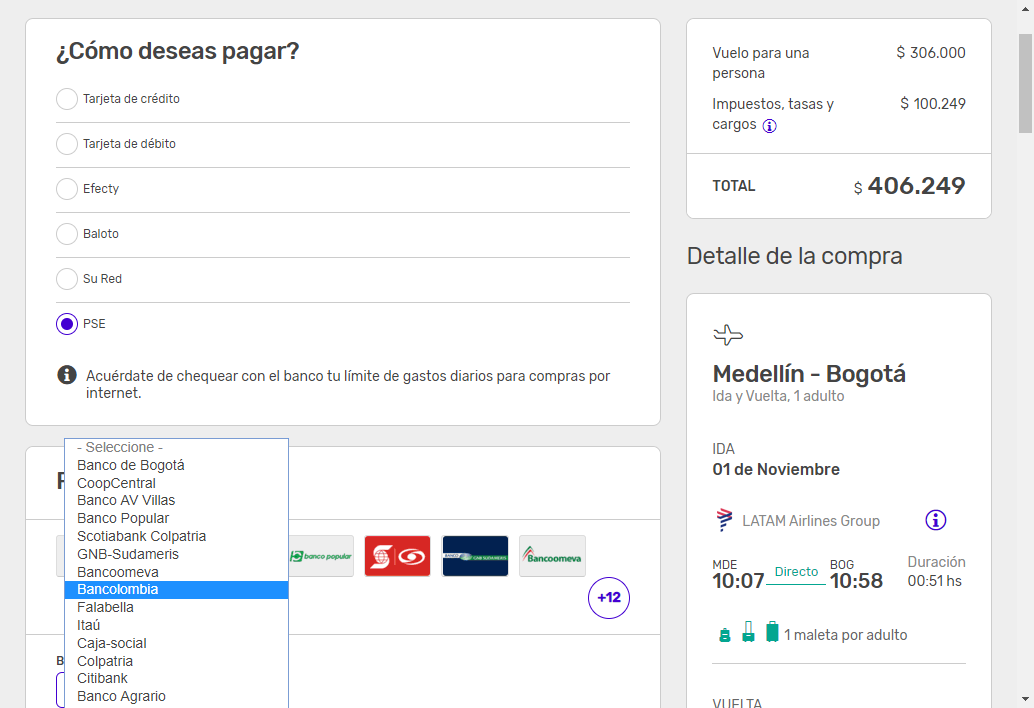 ¿Cómo deseas pagar?
Tarjeta de crédito
Tarjeta de débito
Efecty
Baloto
Su Red
PSE
Acuérdate de chequear con el banco tu límite de gastos diarios para compras por
internet.
- Seleccione -
Banco de Bogotá
CoopCentral
Banco AV Villas
Banco Popular
Scotiabank Colpatria
GNB-Sudameris
Bancoomeva
Bancolombia
Falabella
Itaú
Caja-social
Colpatria
Citibank
Banco Agrario
banco popular
Bancoomeva
+12
B
Vuelo para una
persona
$ 306.000
Impuestos, tasas y
cargos
$ 100.249
TOTAL
$ 406.249
Detalle de la compra
Medellín - Bogotá
Ida y Vuelta, 1 adulto
IDA
01 de Noviembre
LATAM Airlines Group
MDE
10:07
Directo
BOG
10:58
Duración
00:51 hs
1 maleta por adulto
VUELTA